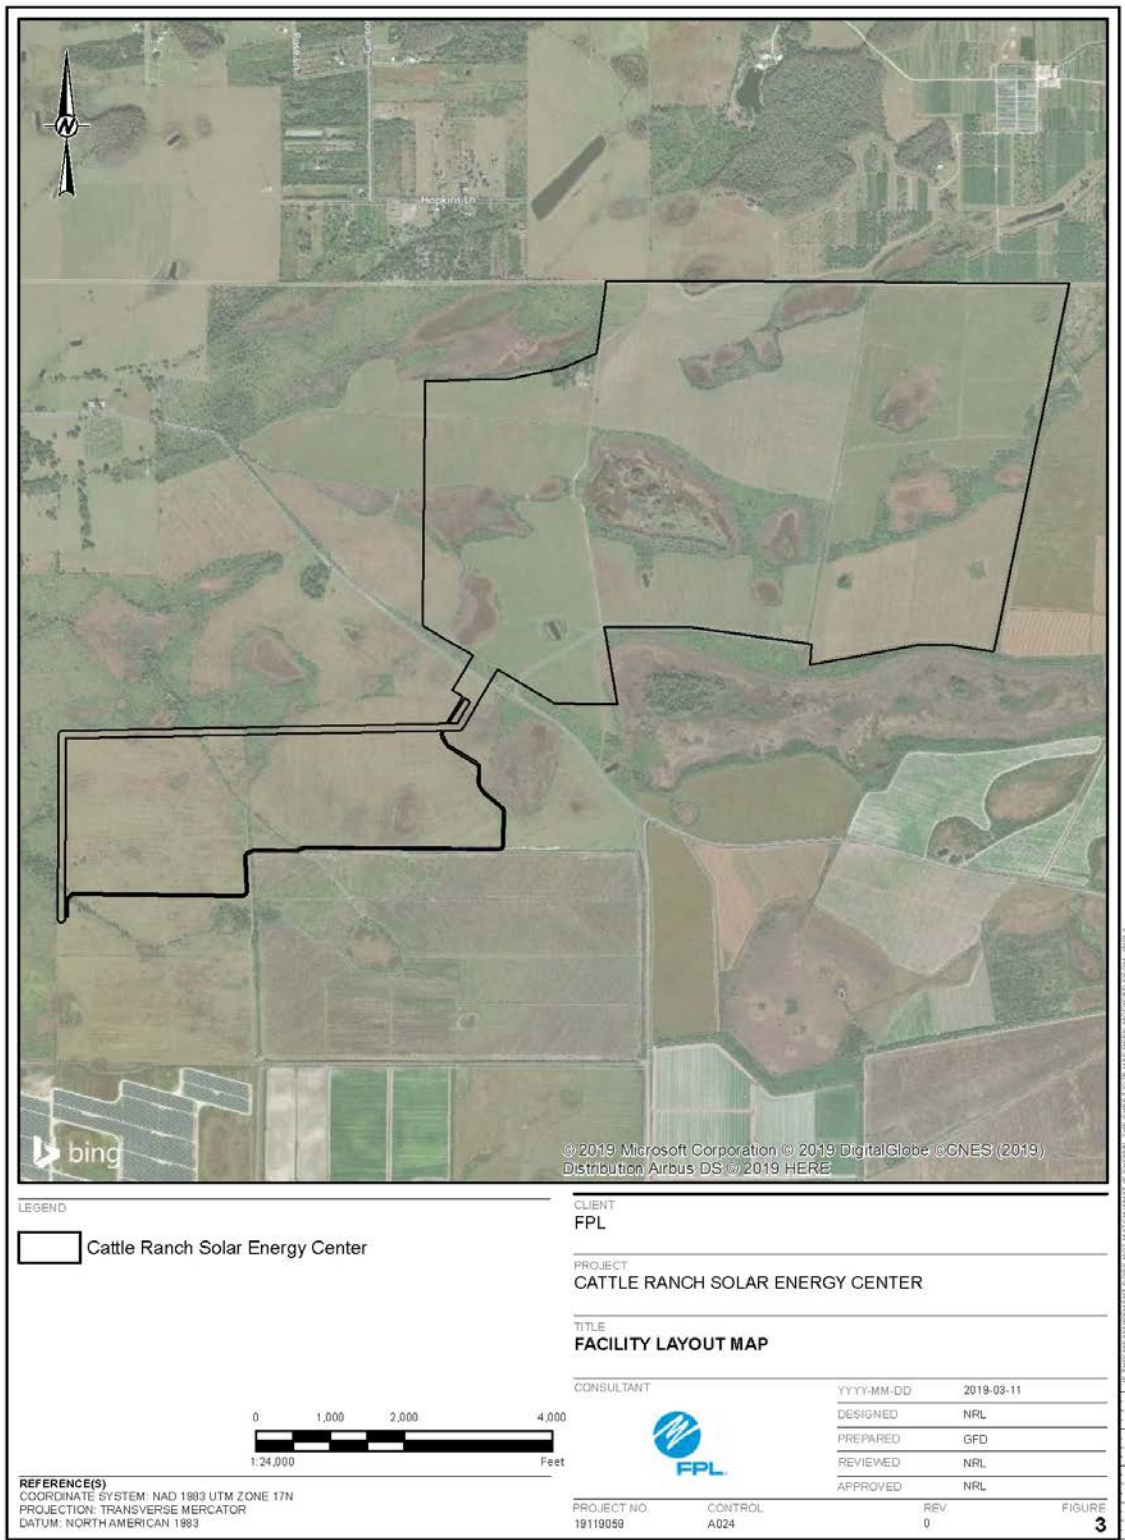 Rose Ln
N
Hopkins Ln
bing
© 2019 Microsoft Corporation © 2019 DigitalGlobe ©CNES (2019)
Distribution Airbus DS © 2019 HERE
LEGEND
Cattle Ranch Solar Energy Center
0 1,000 2,000 4,000
1:24,000 Feet
REFERENCE(S)
COORDINATE SYSTEM: NAD 1983 UTM ZONE 17N
PROJECTION: TRANSVERSE MERCATOR
DATUM: NORTH AMERICAN 1983
CLIENT
FPL
PROJECT
CATTLE RANCH SOLAR ENERGY CENTER
TITLE
FACILITY LAYOUT MAP
CONSULTANT
FPL.
YYYY-MM-DD 2019-03-11
DESIGNED NRL
PREPARED GFD
REVIEWED NRL
APPROVED NRL
PROJECT NO. CONTROL REV. FIGURE
19119059 A024 0 3